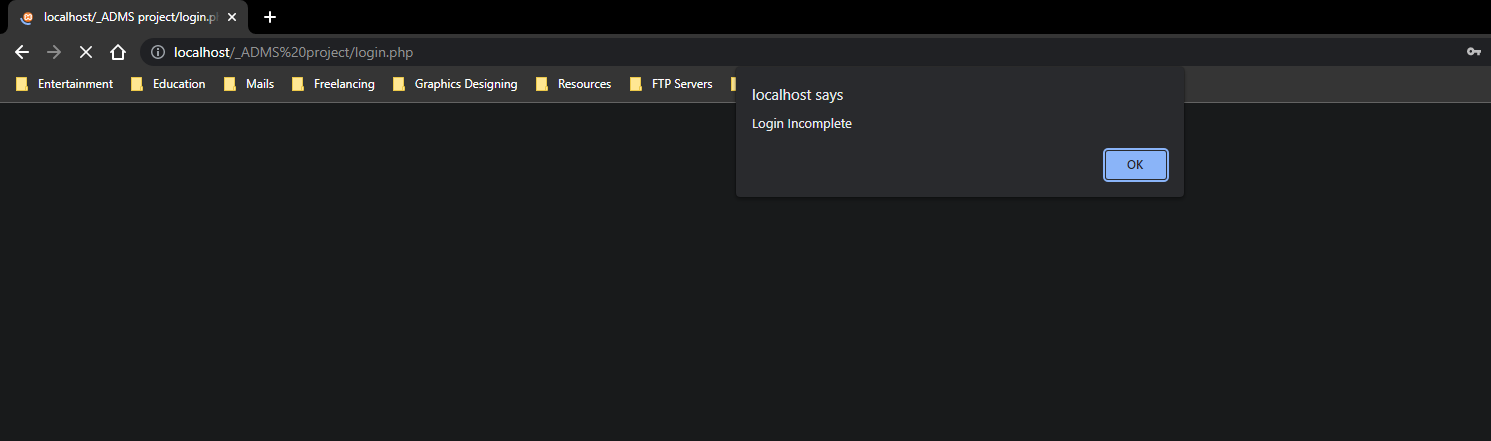 localhost/_ADMS project/login.p
localhost/_ADMS%20project/login.php
Entertainment Education Mails Freelancing Graphics Designing Resources FTP Servers
localhost says
Login Incomplete
OK